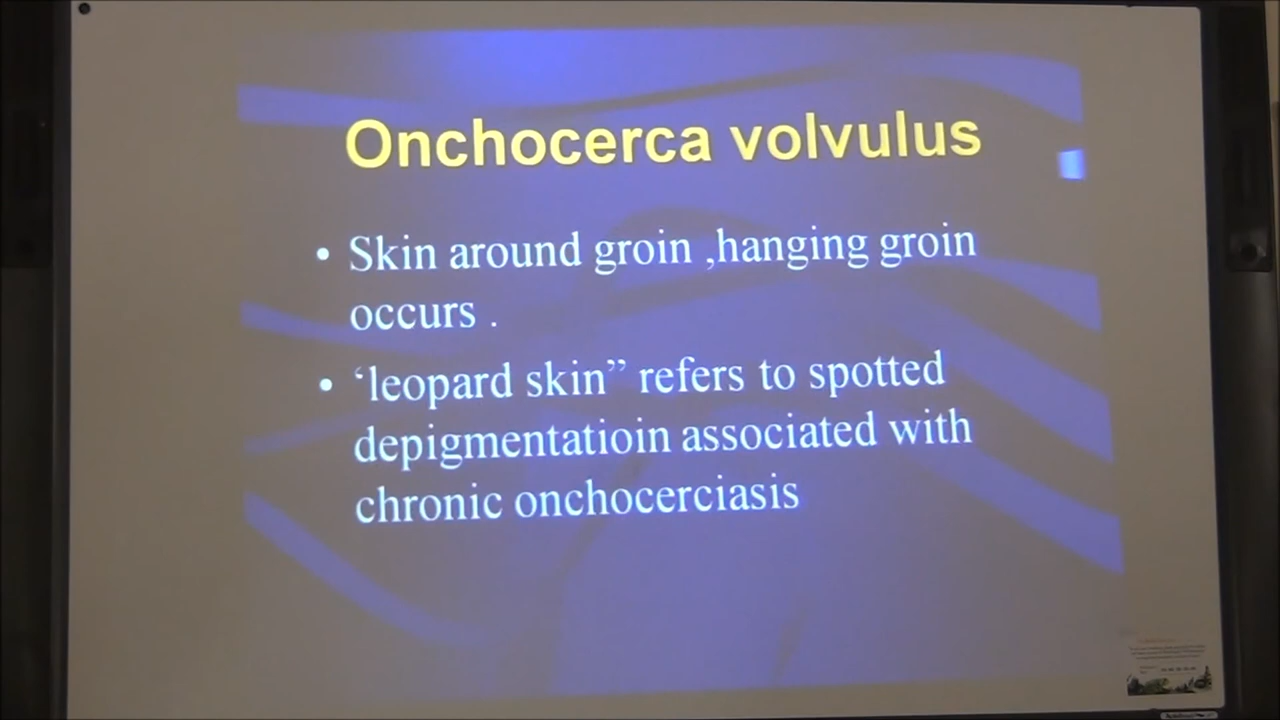 Onchocerca volvulus
• Skin around groin ,hanging groin
occurs .
• ‘leopard skin” refers to spotted
depigmentatioin associated with
chronic onchocerciasis